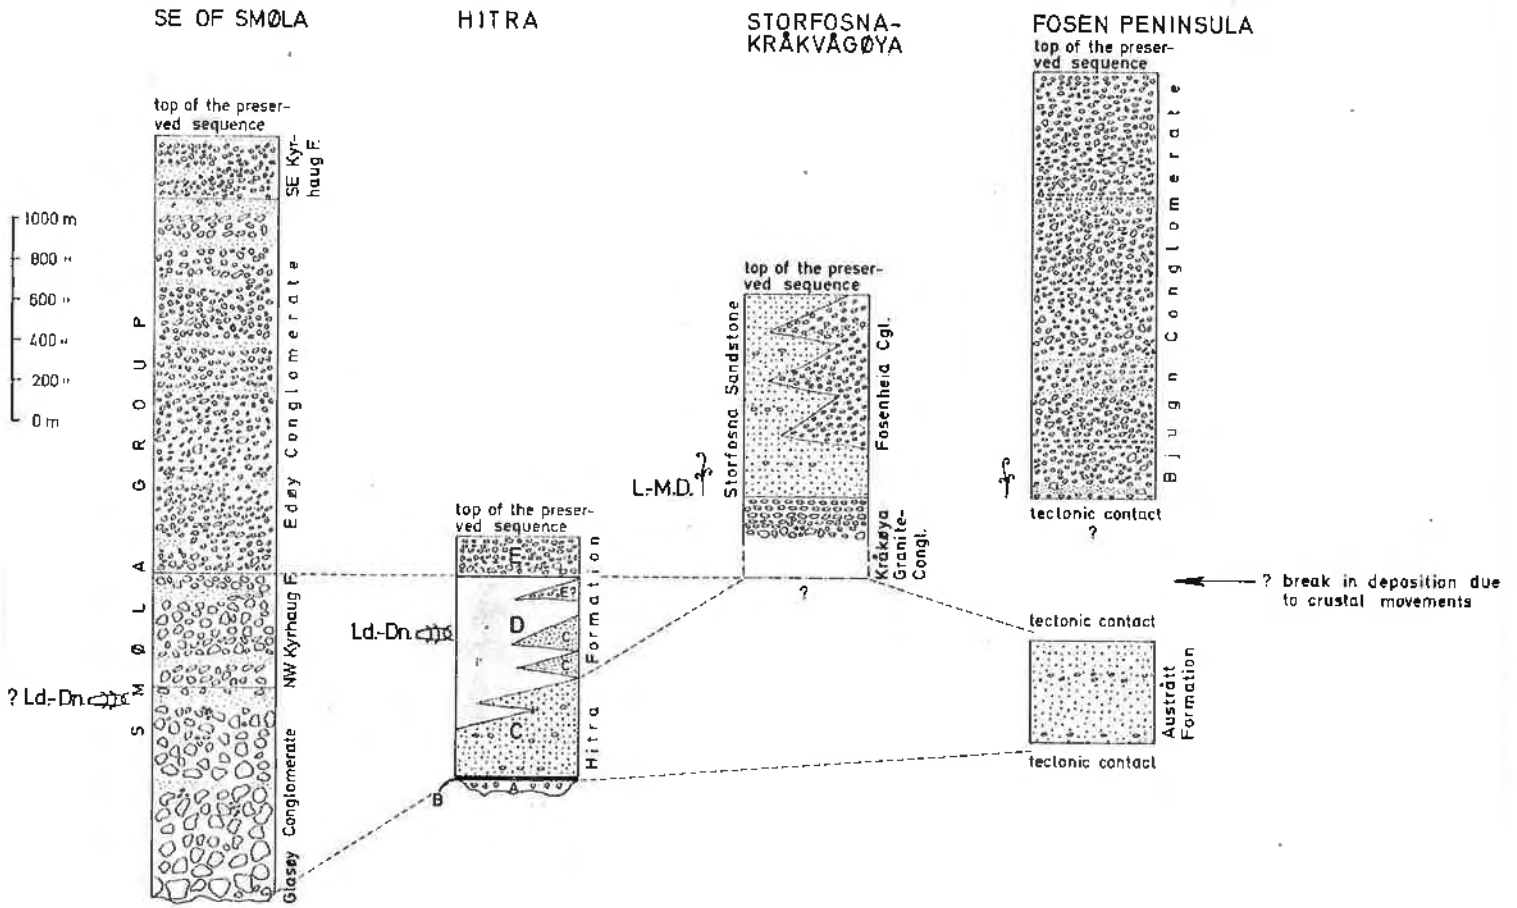 SE OF SMØLA
HITRA
STORFOSNA-
KRÅKVÅGØYA
FOSEN PENINSULA
top of the preser-
ved sequence
SE Kyr-
haug F.
1000 m
800 "
600 "
400 "
200 "
0 m
SMØLA GROUP
Edøy Conglomerate
NW Kyrhaug F.
Glasøy Conglomerate
? Ld.-Dn.
top of the preser-
ved sequence
E
E?
D
C
C
C
A
B
Ld.-Dn.
Hitra Formation
top of the preser-
ved sequence
Storfosna Sandstone
Fosenheia Cgl.
L.-M.D.
Kråkøya
Granite-
Congl.
?
top of the preser-
ved sequence
Bjugn Conglomerate
tectonic contact
?
? break in deposition due
to crustal movements
tectonic contact
Austrått
Formation
tectonic contact